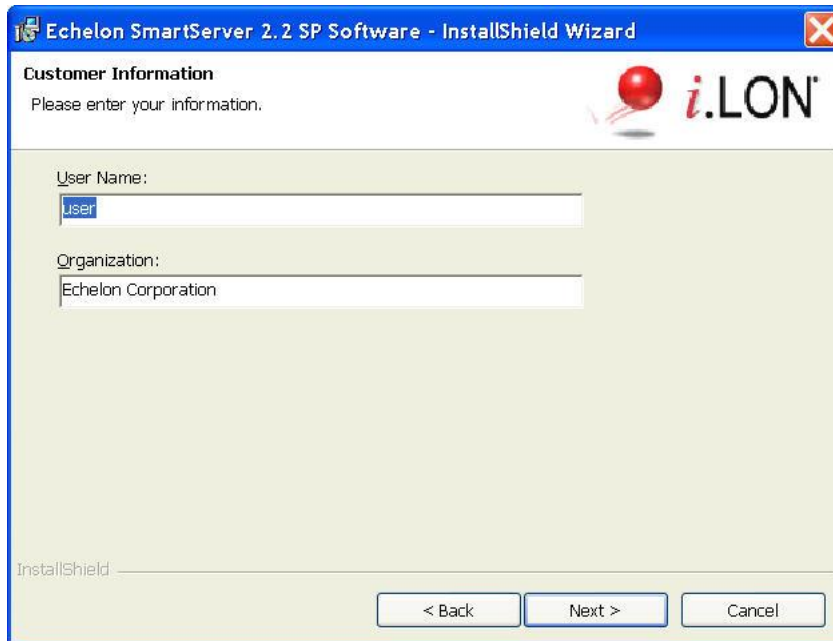 Echelon SmartServer 2.2 SP Software - InstallShield Wizard
Customer Information
Please enter your information.
i.LON
User Name:
user
Organization:
Echelon Corporation
InstallShield
< Back
Next >
Cancel